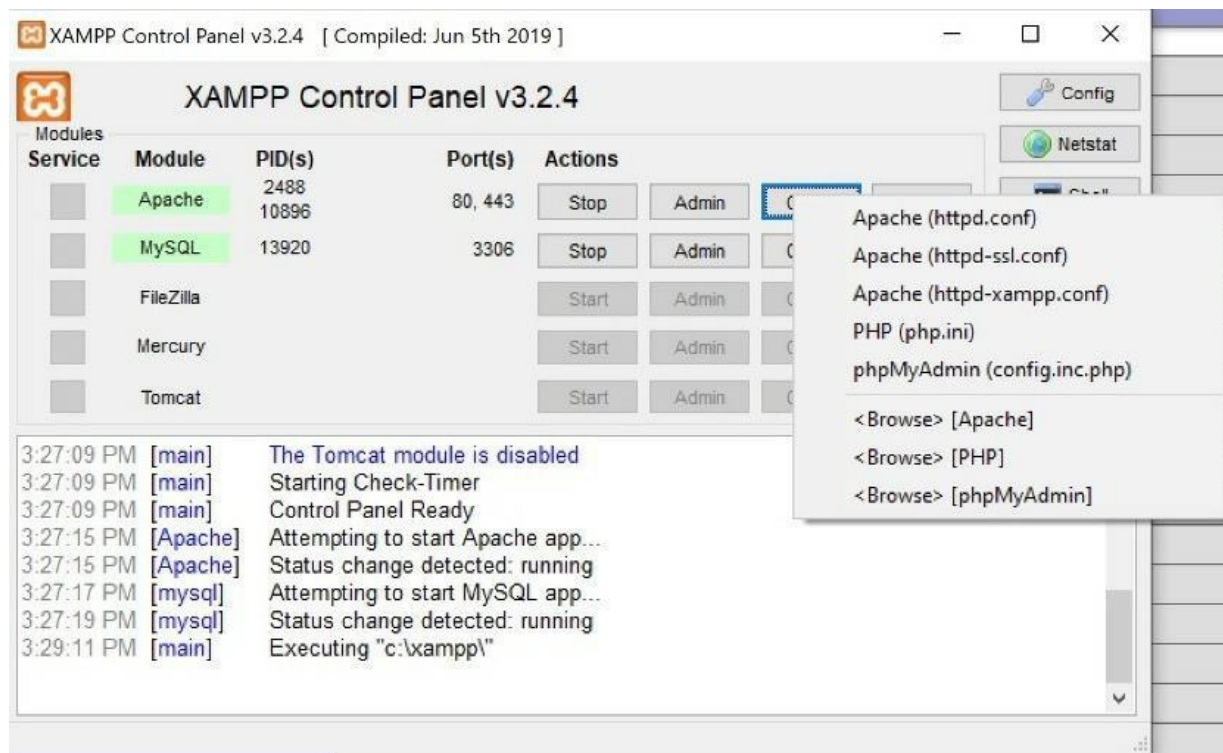 XAMPP Control Panel v3.2.4 [ Compiled: Jun 5th 2019 ]
XAMPP Control Panel v3.2.4
Config
Modules
Service Module PID(s) Port(s) Actions
Netstat
Apache 2488 10896 80, 443 Stop Admin
MySQL 13920 3306 Stop Admin
FileZilla Start Admin
Mercury Start Admin
Tomcat Start Admin
Apache (httpd.conf)
Apache (httpd-ssl.conf)
Apache (httpd-xampp.conf)
PHP (php.ini)
phpMyAdmin (config.inc.php)
<Browse> [Apache]
<Browse> [PHP]
<Browse> [phpMyAdmin]
3:27:09 PM [main] The Tomcat module is disabled
3:27:09 PM [main] Starting Check-Timer
3:27:09 PM [main] Control Panel Ready
3:27:15 PM [Apache] Attempting to start Apache app...
3:27:15 PM [Apache] Status change detected: running
3:27:17 PM [mysql] Attempting to start MySQL app...
3:27:19 PM [mysql] Status change detected: running
3:29:11 PM [main] Executing "c:\xampp\"